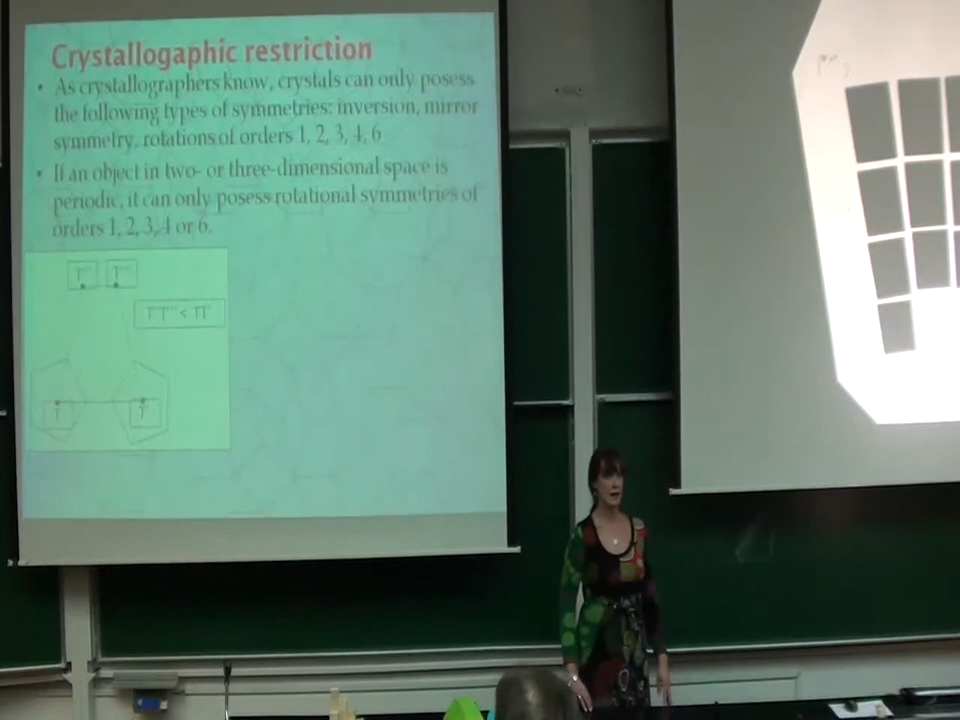 Crystallogaphic restriction
• As crystallographers know, crystals can only posess
the following types of symmetries: inversion, mirror
symmetry, rotations of orders 1, 2, 3, 4, 6
• If an object in two- or three-dimensional space is
periodic, it can only posess rotational symmetries of
orders 1, 2, 3, 4 or 6.